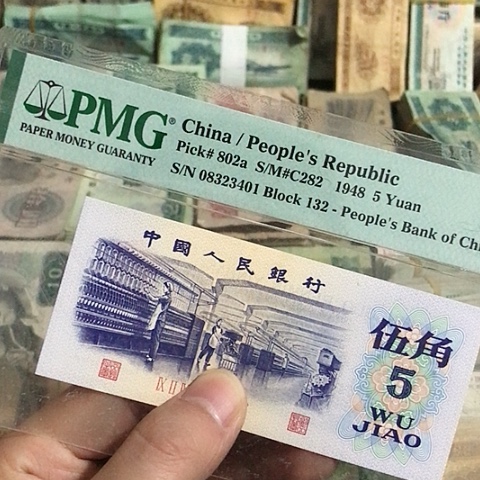 PMG®
PAPER MONEY GUARANTY
China / People's Republic
Pick# 802a S/M#C282 1948 5 Yuan
S/N 08323401 Block 132 - People's Bank of Chi
中國人民銀行
伍角
5
WU
JIAO